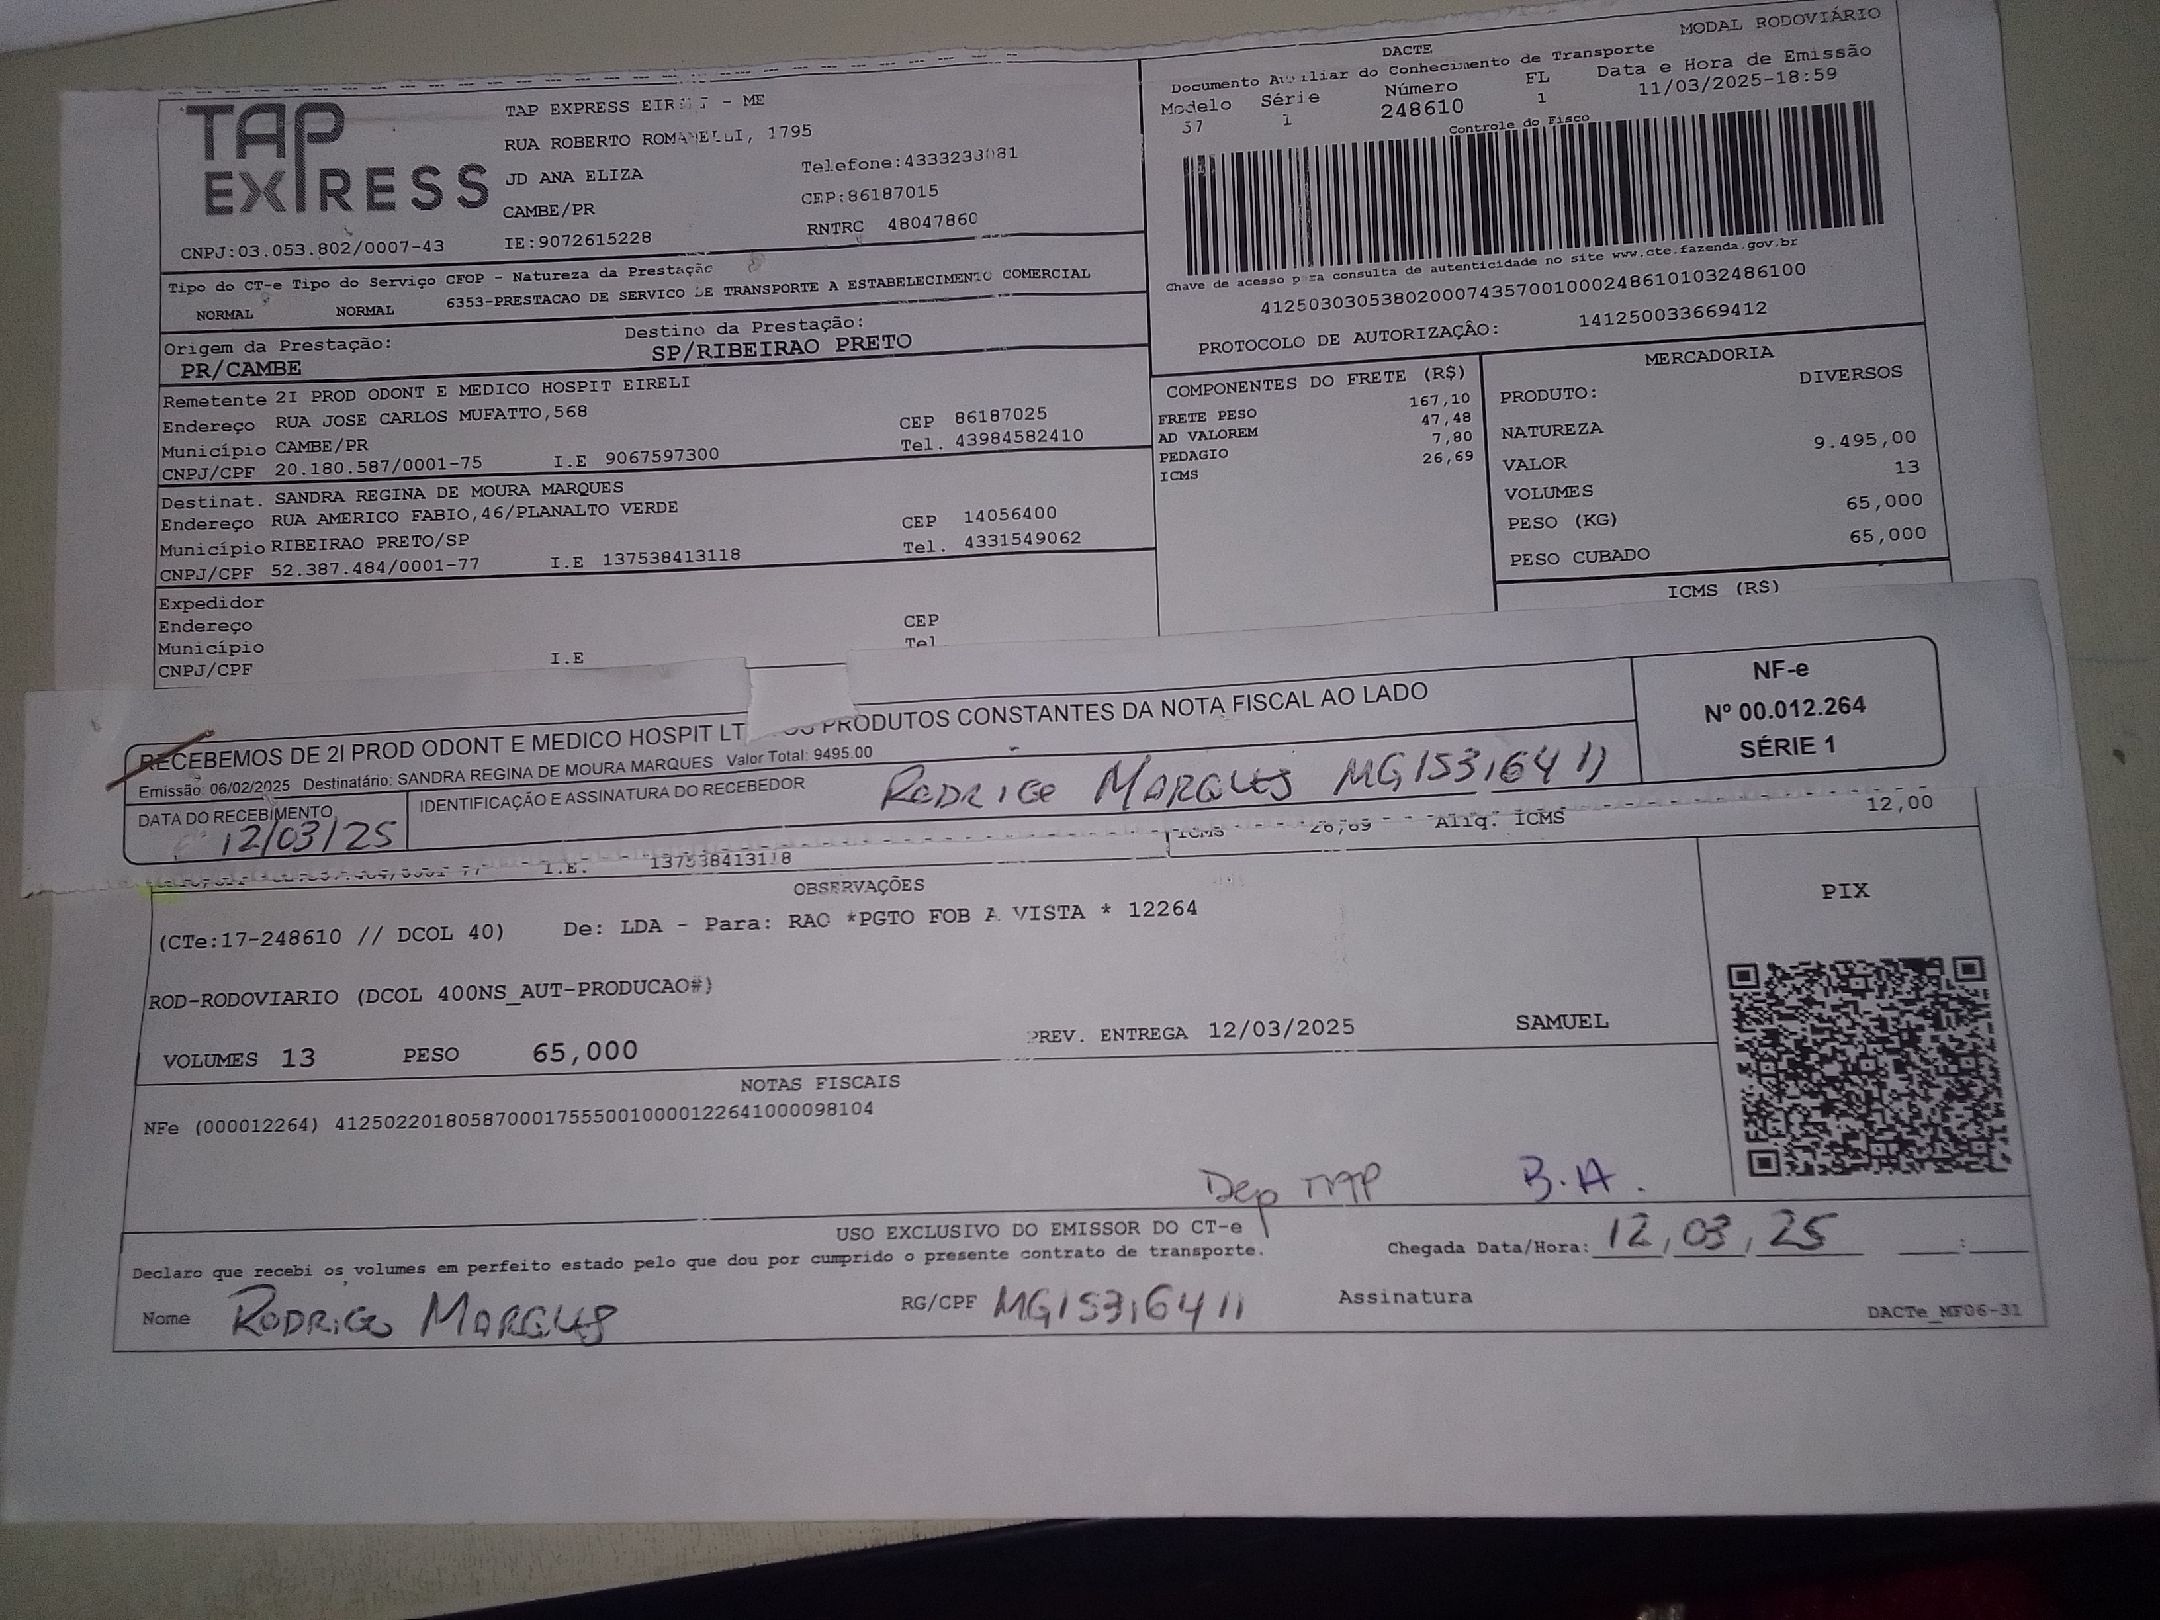 TAP
EXPRESS
CNPJ:03.053.802/0007-43
TAP EXPRESS - ME
RUA ROBERTO ROMANELLI, 1795
JD ANA ELIZA
Telefone:4333233081
CEP:86187015
CAMBE/PR
IE:9072615228
RNTRC 48047860
MODAL RODOVIÁRIO
DACTE
Documento Auxiliar do Conhecimento de Transporte
Modelo Série Número FL Data e Hora de Emissão
57 1 248610 1 11/03/2025-18:59
Controle do Fisco
Chave de acesso para consulta de autenticidade no site www.cte.fazenda.gov.br
41250303053802000743570010002486101032486100
PROTOCOLO DE AUTORIZAÇÂO: 141250033669412
Tipo do CT-e Tipo do Serviço CFOP - Natureza da Prestação
NORMAL NORMAL 6353-PRESTACAO DE SERVICO DE TRANSPORTE A ESTABELECIMENTO COMERCIAL
Origem da Prestação: Destino da Prestação:
PR/CAMBE SP/RIBEIRAO PRETO
Remetente 2I PROD ODONT E MEDICO HOSPIT EIRELI
Endereço RUA JOSE CARLOS MUFATTO,568 CEP 86187025
Município CAMBE/PR Tel. 43984582410
CNPJ/CPF 20.180.587/0001-75 I.E 9067597300
Destinat. SANDRA REGINA DE MOURA MARQUES
Endereço RUA AMERICO FABIO,46/PLANALTO VERDE CEP 14056400
Município RIBEIRAO PRETO/SP Tel. 4331549062
CNPJ/CPF 52.387.484/0001-77 I.E 137538413118
Expedidor
Endereço CEP
Município Tel
CNPJ/CPF I.E
COMPONENTES DO FRETE (R$)
FRETE PESO 167,10
AD VALOREM 47,48
PEDAGIO 7,80
ICMS 26,69
MERCADORIA
PRODUTO: DIVERSOS
NATUREZA
VALOR 9.495,00
VOLUMES 13
PESO (KG) 65,000
PESO CUBADO 65,000
ICMS (R$)
RECEBEMOS DE 2I PROD ODONT E MEDICO HOSPIT PRODUTOS CONSTANTES DA NOTA FISCAL AO LADO
Emissão: 06/02/2025 Destinatário: SANDRA REGINA DE MOURA MARQUES Valor Total: 9495.00
DATA DO RECEBIMENTO IDENTIFICAÇÃO E ASSINATURA DO RECEBEDOR
12/03/25 RODRIGO MARQUES MG153,6411
NF-e
Nº 00.012.264
SÉRIE 1
I.E. 137538413118 ICMS 26,69 Aliq. ICMS 12,00
OBSERVAÇÕES
(CTe:17-248610 // DCOL 40) De: LDA - Para: RAO *PGTO FOB A VISTA * 12264
ROD-RODOVIARIO (DCOL 400NS_AUT-PRODUCAO#)
VOLUMES 13 PESO 65,000 PREV. ENTREGA 12/03/2025 SAMUEL
PIX
NOTAS FISCAIS
NFe (000012264) 41250220180587000175550010000122641000098104
Dep B.A.
USO EXCLUSIVO DO EMISSOR DO CT-e
Declaro que recebi os volumes em perfeito estado pelo que dou por cumprido o presente contrato de transporte.
Chegada Data/Hora: 12,03,25 :
Nome RODRIGO MARQUES RG/CPF MG153,6411 Assinatura
DACTe_MF06-31